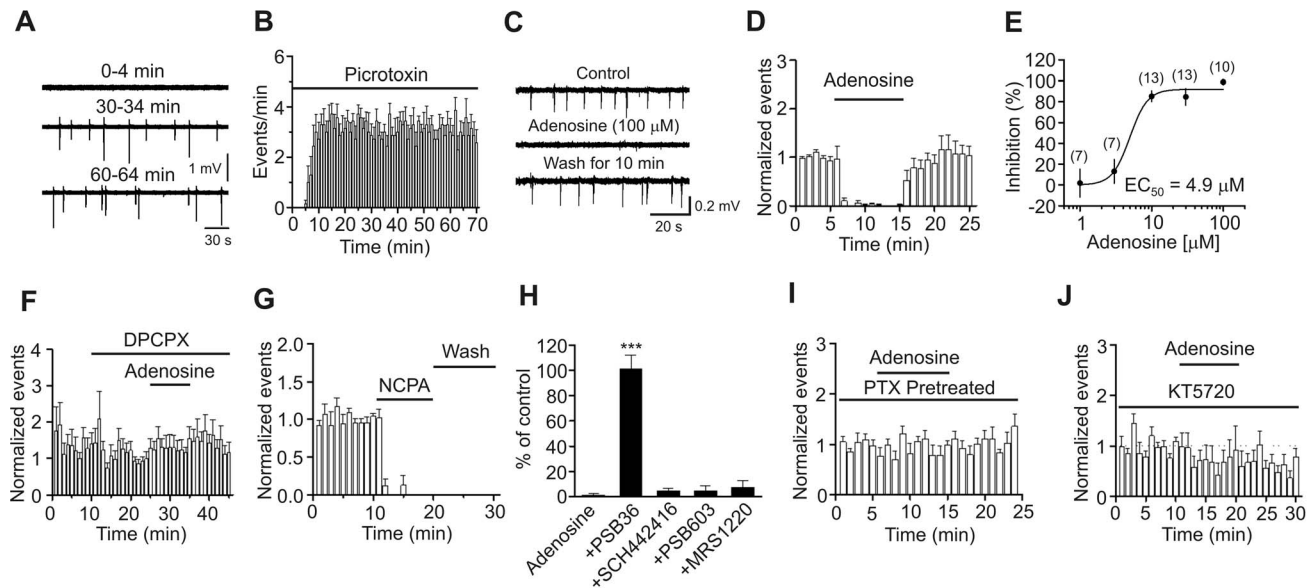 A
0-4 min
30-34 min
1 mV
60-64 min
30 s
B
Picrotoxin
Events/min
6
4
2
0
0 10 20 30 40 50 60 70
Time (min)
C
Control
Adenosine (100 μM)
Wash for 10 min
0.2 mV
20 s
D
Adenosine
Normalized events
2.0
1.5
1.0
0.5
0.0
0 5 10 15 20 25
Time (min)
E
Inhibition (%)
120
100
80
60
40
20
0
-20
(7)
(7)
(13)
(13)
(10)
EC50 = 4.9 μM
1 10 100
Adenosine [μM]
F
DPCPX
Adenosine
Normalized events
4
3
2
1
0
0 10 20 30 40
Time (min)
G
Wash
NCPA
Normalized events
2.0
1.5
1.0
0.5
0.0
0 10 20 30
Time (min)
H
% of control
120
100
80
60
40
20
0
***
Adenosine
+PSB36
+SCH442416
+PSB603
+MRS1220
I
Adenosine
PTX Pretreated
Normalized events
3
2
1
0
0 5 10 15 20 25
Time (min)
J
Adenosine
KT5720
Normalized events
3
2
1
0
0 5 10 15 20 25 30
Time (min)